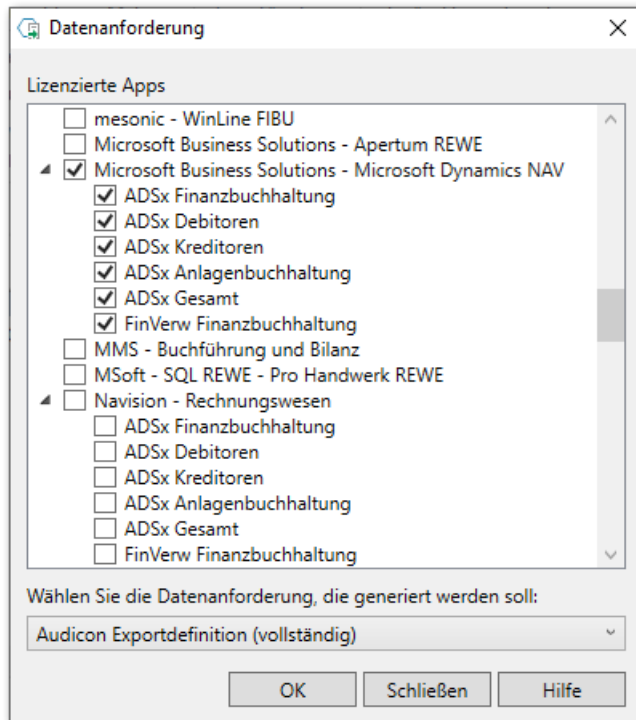 Datenanforderung
Lizenzierte Apps
mesonic - WinLine FIBU
Microsoft Business Solutions - Apertum REWE
Microsoft Business Solutions - Microsoft Dynamics NAV
ADSx Finanzbuchhaltung
ADSx Debitoren
ADSx Kreditoren
ADSx Anlagenbuchhaltung
ADSx Gesamt
FinVerw Finanzbuchhaltung
MMS - Buchführung und Bilanz
MSoft - SQL REWE - Pro Handwerk REWE
Navision - Rechnungswesen
ADSx Finanzbuchhaltung
ADSx Debitoren
ADSx Kreditoren
ADSx Anlagenbuchhaltung
ADSx Gesamt
FinVerw Finanzbuchhaltung
Wählen Sie die Datenanforderung, die generiert werden soll:
Audicon Exportdefinition (vollständig)
OK Schließen Hilfe